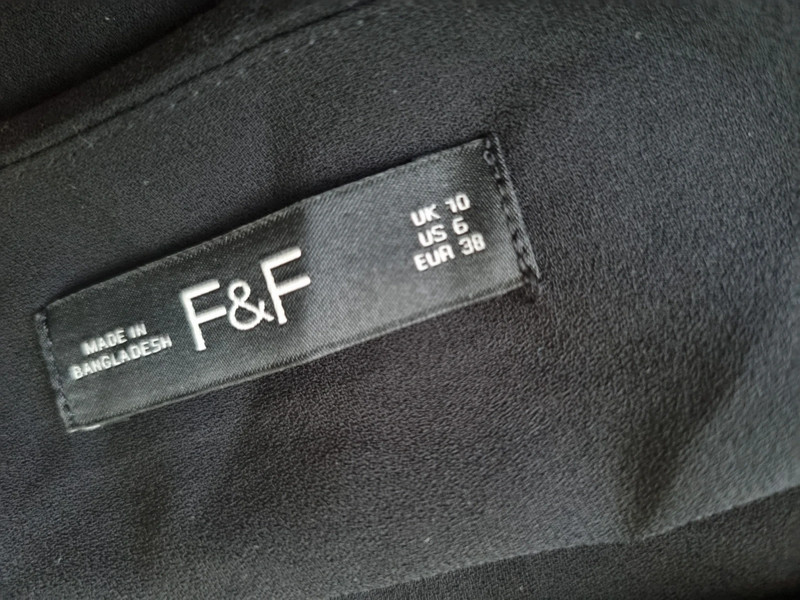 MADE IN
BANGLADESH
F&F
UK 10
US 6
EUR 38